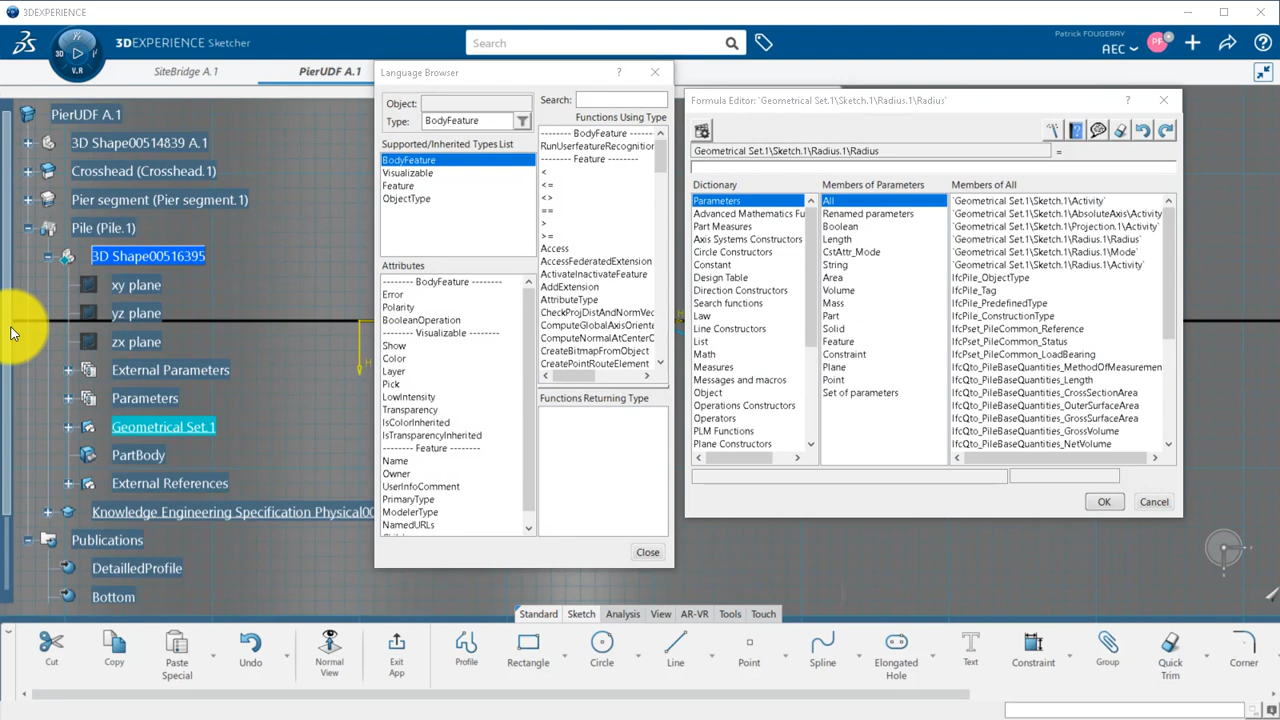 3DEXPERIENCE
3DEXPERIENCE Sketcher
Search
Patrick FOUGERAY
AEC
PF
3D
V.R
SiteBridge A.1
PierUDF A.1
PierUDF A.1
3D Shape00514839 A.1
Crosshead (Crosshead.1)
Pier segment (Pier segment.1)
Pile (Pile.1)
3D Shape00516395
xy plane
yz plane
zx plane
External Parameters
Parameters
Geometrical Set.1
PartBody
External References
Knowledge Engineering Specification Physical00
Publications
DetailledProfile
Bottom
H
Language Browser
?
Object:
Type:
BodyFeature
Supported/Inherited Types List
BodyFeature
Visualizable
Feature
ObjectType
Attributes
-------- BodyFeature --------
Error
Polarity
BooleanOperation
-------- Visualizable --------
Show
Color
Layer
Pick
LowIntensity
Transparency
IsColorInherited
IsTransparencyInherited
-------- Feature --------
Name
Owner
UserInfoComment
PrimaryType
ModelerType
NamedURLs
Search:
Functions Using Type
-------- BodyFeature --------
RunUserfeatureRecognition
-------- Feature --------
<
<=
<>
==
>
>=
Access
AccessFederatedExtension
ActivateInactivateFeature
AddExtension
AttributeType
CheckProjDistAndNormVec
ComputeGlobalAxisOriente
ComputeNormalAtCenterC
CreateBitmapFromObject
CreatePointRouteElement
Functions Returning Type
Close
Formula Editor: `Geometrical Set.1\Sketch.1\Radius.1\Radius`
?
Geometrical Set.1\Sketch.1\Radius.1\Radius
=
Dictionary
Parameters
Advanced Mathematics Fu
Part Measures
Axis Systems Constructors
Circle Constructors
Constant
Design Table
Direction Constructors
Search functions
Law
Line Constructors
List
Math
Measures
Messages and macros
Object
Operations Constructors
Operators
PLM Functions
Plane Constructors
Members of Parameters
All
Renamed parameters
Boolean
Length
CstAttr_Mode
String
Area
Volume
Mass
Part
Solid
Feature
Constraint
Plane
Point
Set of parameters
Members of All
`Geometrical Set.1\Sketch.1\Activity`
`Geometrical Set.1\Sketch.1\AbsoluteAxis\Activity
`Geometrical Set.1\Sketch.1\Projection.1\Activity`
`Geometrical Set.1\Sketch.1\Radius.1\Radius`
`Geometrical Set.1\Sketch.1\Radius.1\Mode`
`Geometrical Set.1\Sketch.1\Radius.1\Activity`
IfcPile_ObjectType
IfcPile_Tag
IfcPile_PredefinedType
IfcPile_ConstructionType
IfcPset_PileCommon_Reference
IfcPset_PileCommon_Status
IfcPset_PileCommon_LoadBearing
IfcQto_PileBaseQuantities_MethodOfMeasuremen
IfcQto_PileBaseQuantities_Length
IfcQto_PileBaseQuantities_CrossSectionArea
IfcQto_PileBaseQuantities_OuterSurfaceArea
IfcQto_PileBaseQuantities_GrossSurfaceArea
IfcQto_PileBaseQuantities_GrossVolume
IfcQto_PileBaseQuantities_NetVolume
OK
Cancel
Standard
Sketch
Analysis
View
AR-VR
Tools
Touch
Cut
Copy
Paste
Special
Undo
Normal
View
Exit
App
Profile
Rectangle
Circle
Line
Point
Spline
Elongated
Hole
Text
Constraint
Group
Quick
Trim
Corner